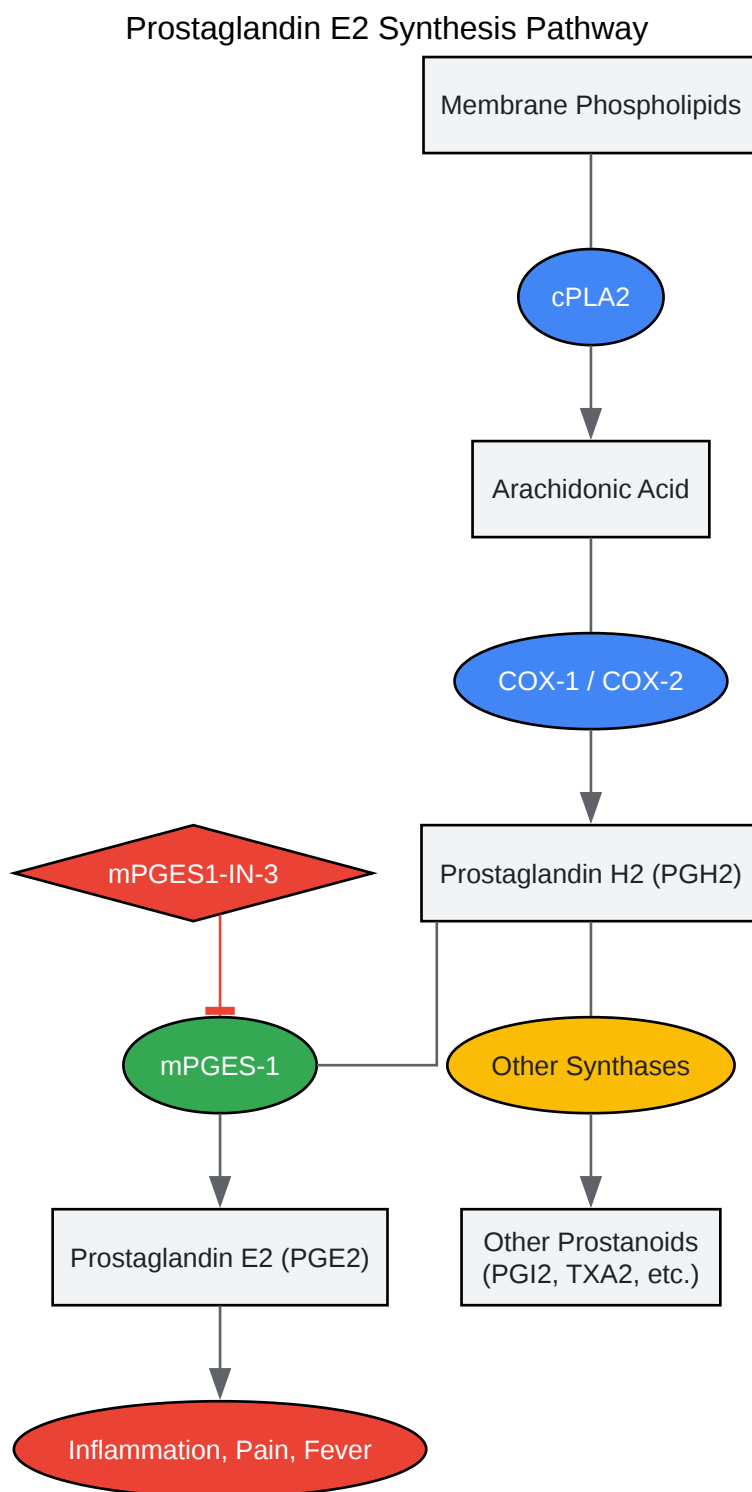 Prostaglandin E2 Synthesis Pathway
Membrane Phospholipids
cPLA2
Arachidonic Acid
COX-1 / COX-2
mPGES1-IN-3
Prostaglandin H2 (PGH2)
mPGES-1
Other Synthases
Prostaglandin E2 (PGE2)
Other Prostanoids
(PGI2, TXA2, etc.)
Inflammation, Pain, Fever